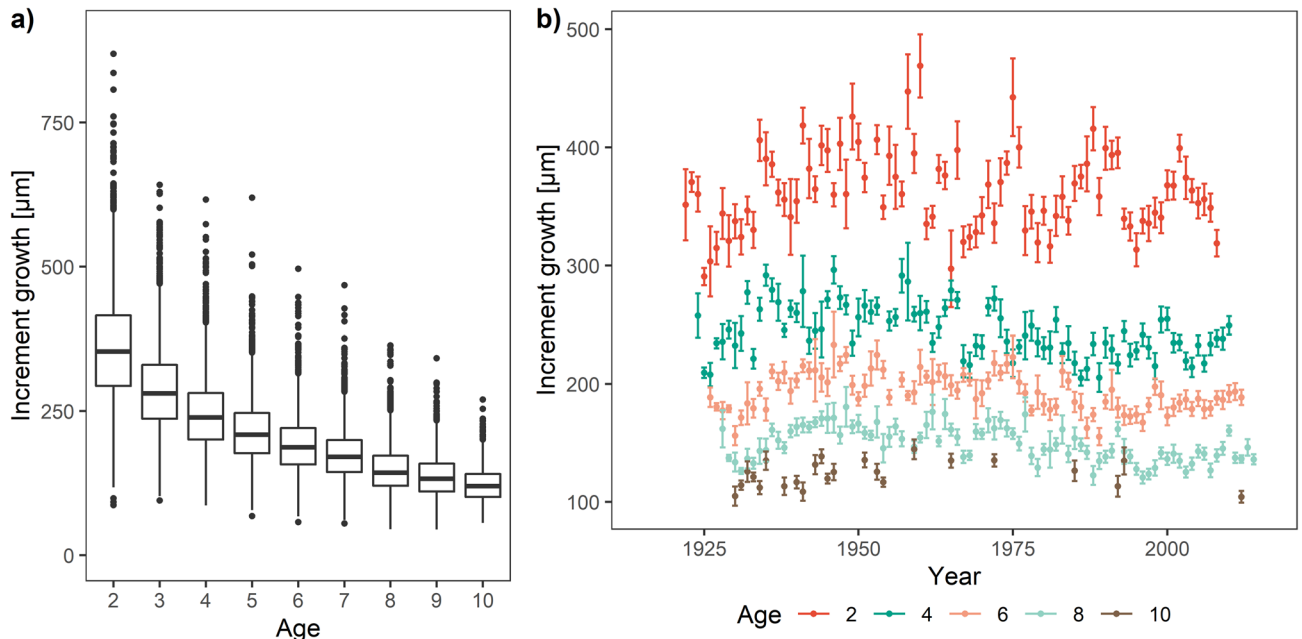 a)
Increment growth [µm]
750
500
250
0
2 3 4 5 6 7 8 9 10
Age
b)
Increment growth [µm]
500
400
300
200
100
1925 1950 1975 2000
Year
Age 2 4 6 8 10